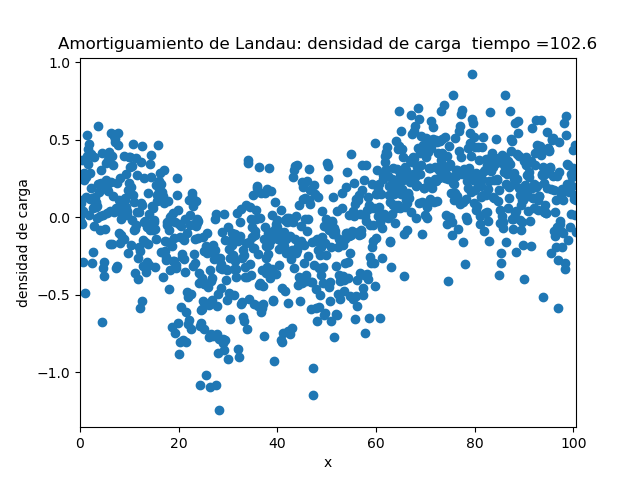 Amortiguamiento de Landau: densidad de carga  tiempo =102.6
1.0
0.5
0.0
−0.5
−1.0
densidad de carga
0 20 40 60 80 100
x